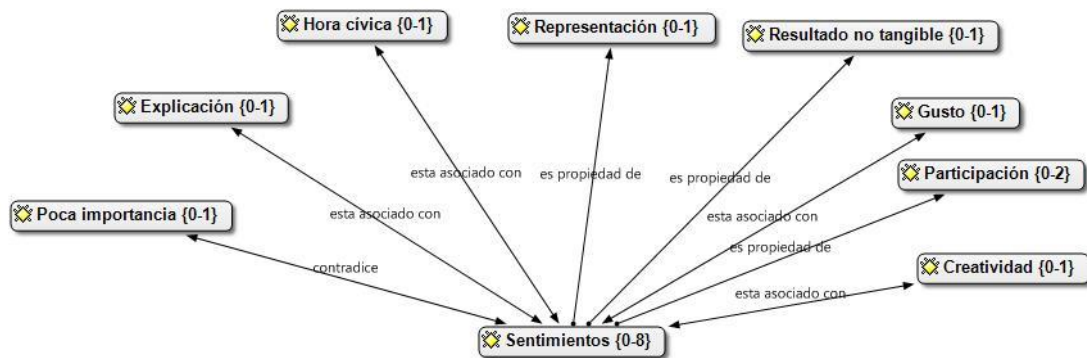 Hora cívica {0-1}
Representación {0-1}
Resultado no tangible {0-1}
Explicación {0-1}
Gusto {0-1}
esta asociado con
es propiedad de
es propiedad de
Participación {0-2}
Poca importancia {0-1}
esta asociado con
esta asociado con
es propiedad de
contradice
Creatividad {0-1}
esta asociado con
Sentimientos {0-8}